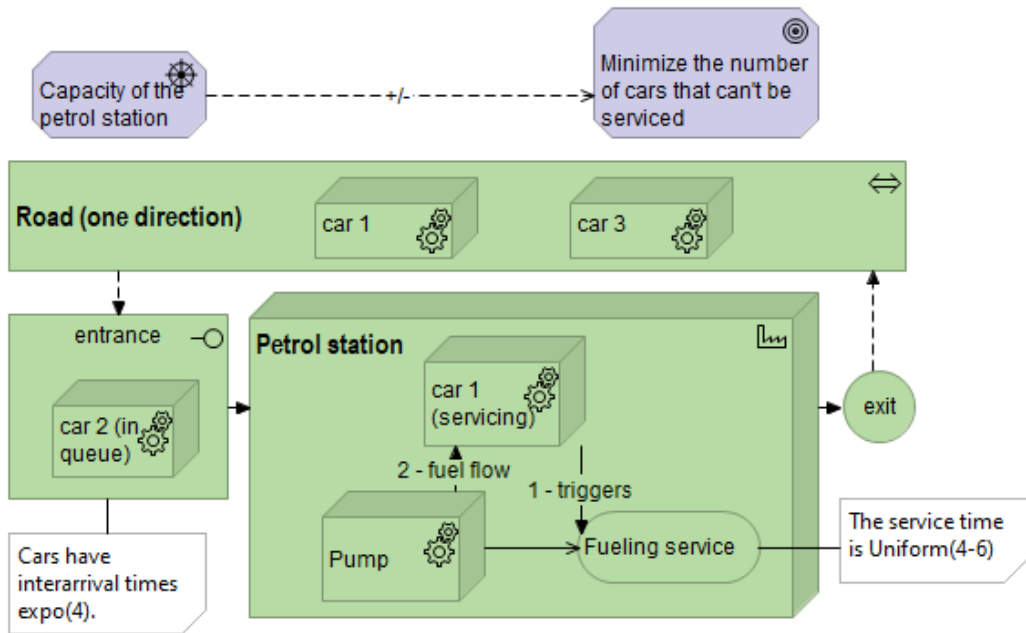 Capacity of the
petrol station
+/-
Minimize the number
of cars that can't be
serviced
Road (one direction)
car 1
car 3
entrance
car 2 (in
queue)
Petrol station
car 1
(servicing)
exit
2 - fuel flow
1 - triggers
Pump
Fueling service
Cars have
interarrival times
expo(4).
The service time
is Uniform(4-6)